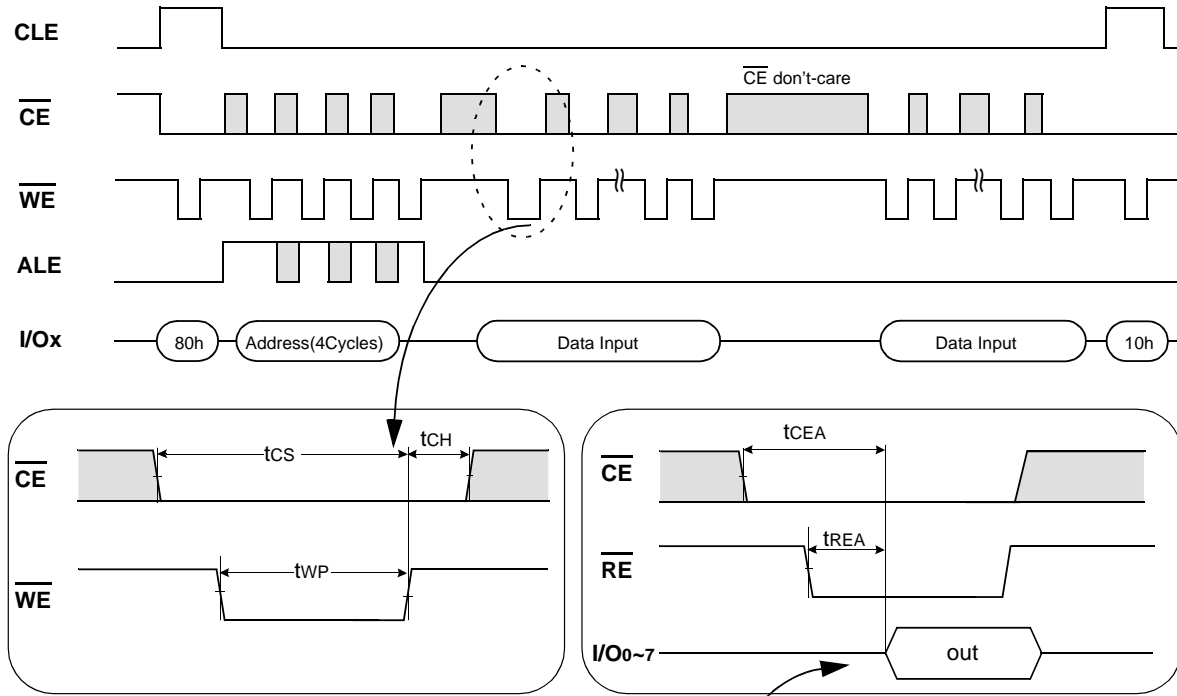 CLE
CE don't-care
CE
WE
ALE
I/Ox
80h
Address(4Cycles)
Data Input
Data Input
10h
CE
tCS
tCH
WE
tWP
CE
tCEA
RE
tREA
I/O0~7
out